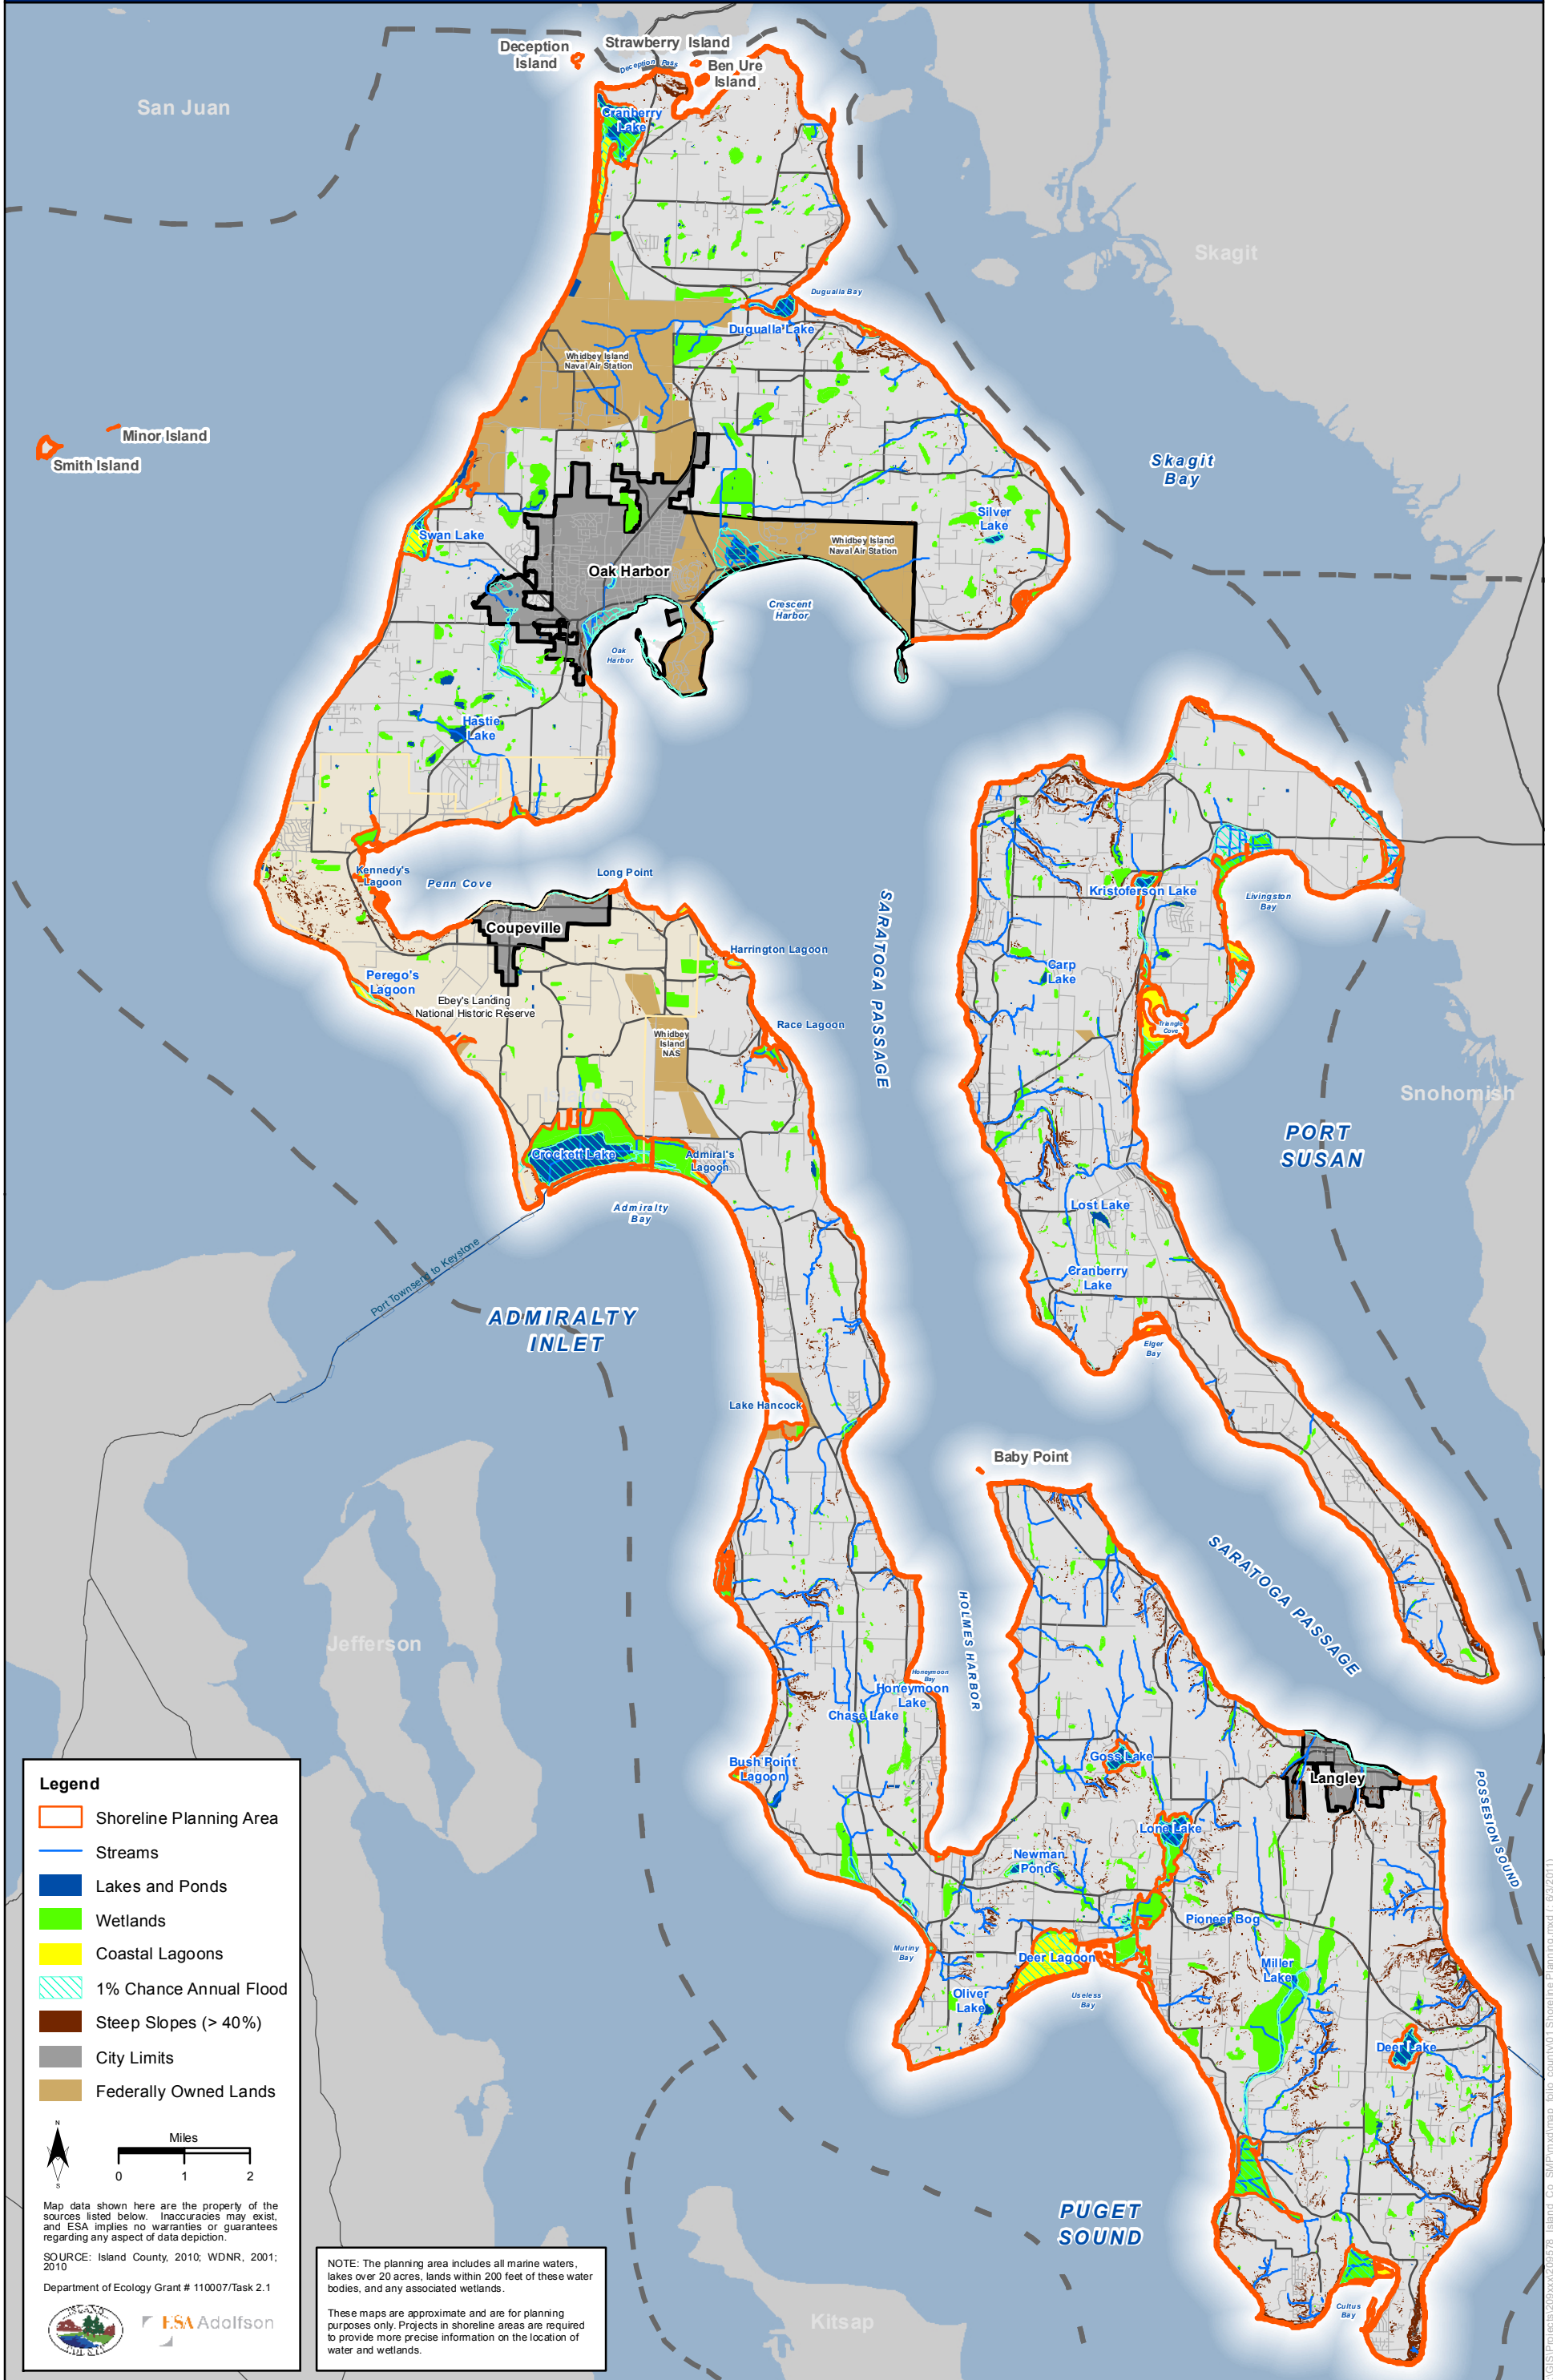 Deception
Island
Strawberry Island
Deception Pass
Ben Ure
Island
San Juan
Cranberry
Lake
Skagit
Dugualla Bay
Dugualla Lake
Whidbey Island
Naval Air Station
Minor Island
Smith Island
Skagit
Bay
Silver
Lake
Swan Lake
Whidbey Island
Naval Air Station
Oak Harbor
Crescent
Harbor
Oak
Harbor
Hastie
Lake
Kennedy's
Lagoon
Penn Cove
Long Point
Coupeville
SARATOGA PASSAGE
Kristoferson Lake
Livingston
Bay
Harrington Lagoon
Carp
Lake
Perego's
Lagoon
Ebey's Landing
National Historic Reserve
Race Lagoon
Triangle
Cove
Whidbey
Island
NAS
Snohomish
PORT
SUSAN
Crockett Lake
Admiral's
Lagoon
Admiralty
Bay
Lost Lake
Port Townsend to Keystone
Cranberry
Lake
ADMIRALTY
INLET
Elger
Bay
Lake Hancock
Baby Point
SARATOGA PASSAGE
HOLMES HARBOR
Jefferson
Honeymoon
Bay
Honeymoon
Lake
Chase Lake
Goss Lake
Bush Point
Lagoon
Langley
POSSESION SOUND
Lone Lake
Newman
Ponds
Pioneer Bog
Mutiny
Bay
Deer Lagoon
Miller
Lake
Oliver
Lake
Useless
Bay
Deer Lake
PUGET
SOUND
Cultus
Bay
Kitsap
Legend
Shoreline Planning Area
Streams
Lakes and Ponds
Wetlands
Coastal Lagoons
1% Chance Annual Flood
Steep Slopes (> 40%)
City Limits
Federally Owned Lands
N
S
Miles
0 1 2
Map data shown here are the property of the
sources listed below. Inaccuracies may exist,
and ESA implies no warranties or guarantees
regarding any aspect of data depiction.
SOURCE: Island County, 2010; WDNR, 2001;
2010
Department of Ecology Grant # 110007/Task 2.1
ESA Adolfson
NOTE: The planning area includes all marine waters,
lakes over 20 acres, lands within 200 feet of these water
bodies, and any associated wetlands.
These maps are approximate and are for planning
purposes only. Projects in shoreline areas are required
to provide more precise information on the location of
water and wetlands.